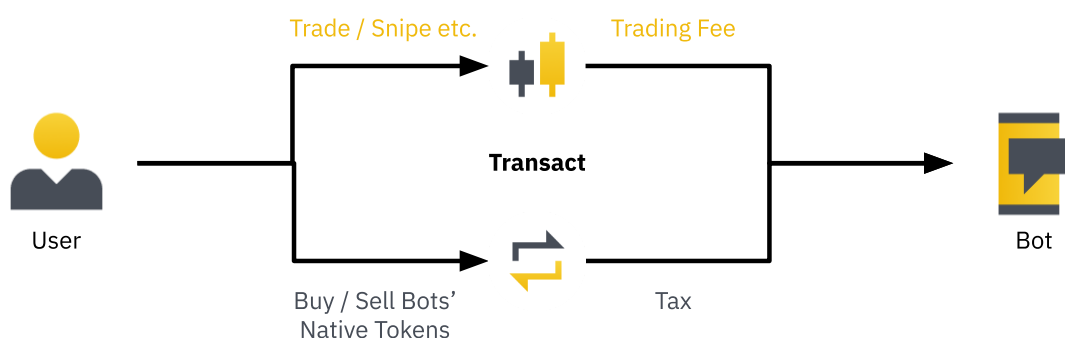 Trade / Snipe etc.
Trading Fee
Transact
User
Bot
Buy / Sell Bots’
Native Tokens
Tax